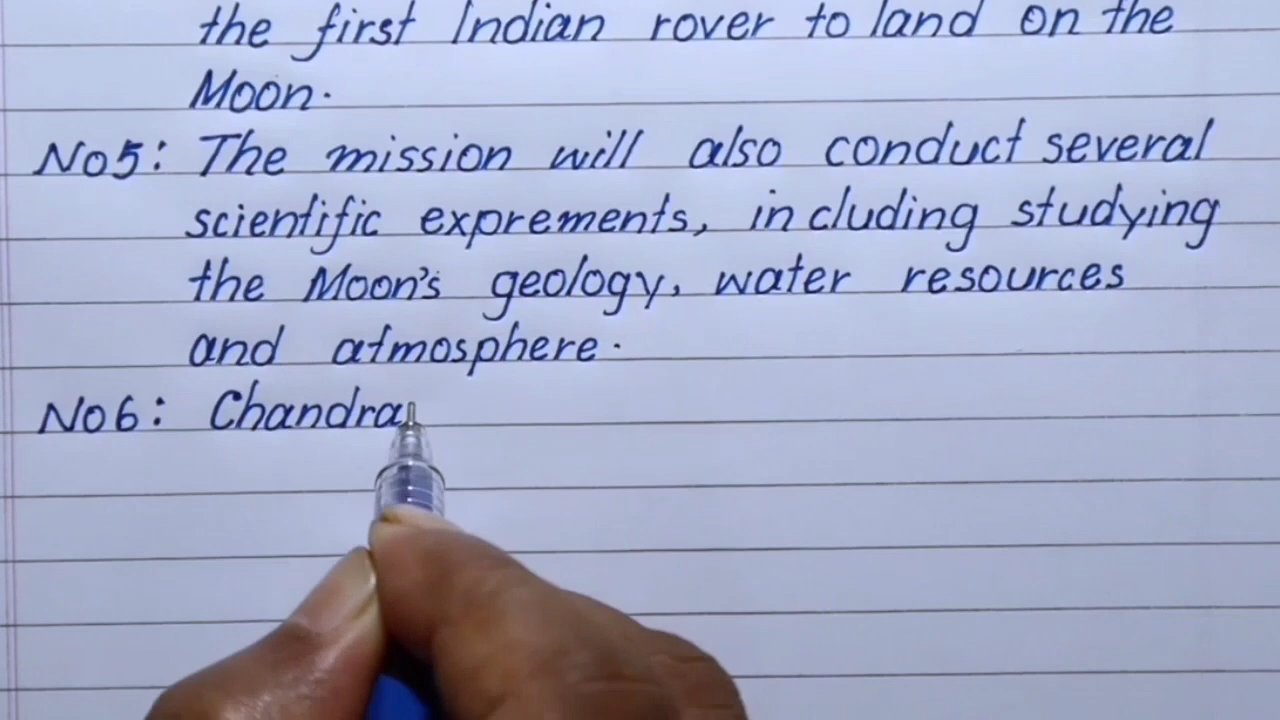 the first Indian rover to land on the
Moon.
No5: The mission will also conduct several
scientific exprements, including studying
the Moon's geology, water resources
and atmosphere.
No6: Chandra